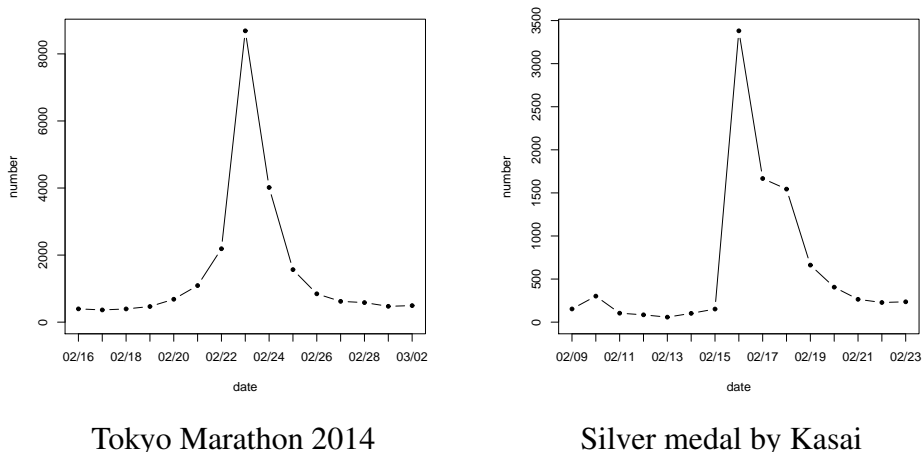 number
0 2000 4000 6000 8000
02/16 02/18 02/20 02/22 02/24 02/26 02/28 03/02
date
Tokyo Marathon 2014
number
0 500 1000 1500 2000 2500 3000 3500
02/09 02/11 02/13 02/15 02/17 02/19 02/21 02/23
date
Silver medal by Kasai